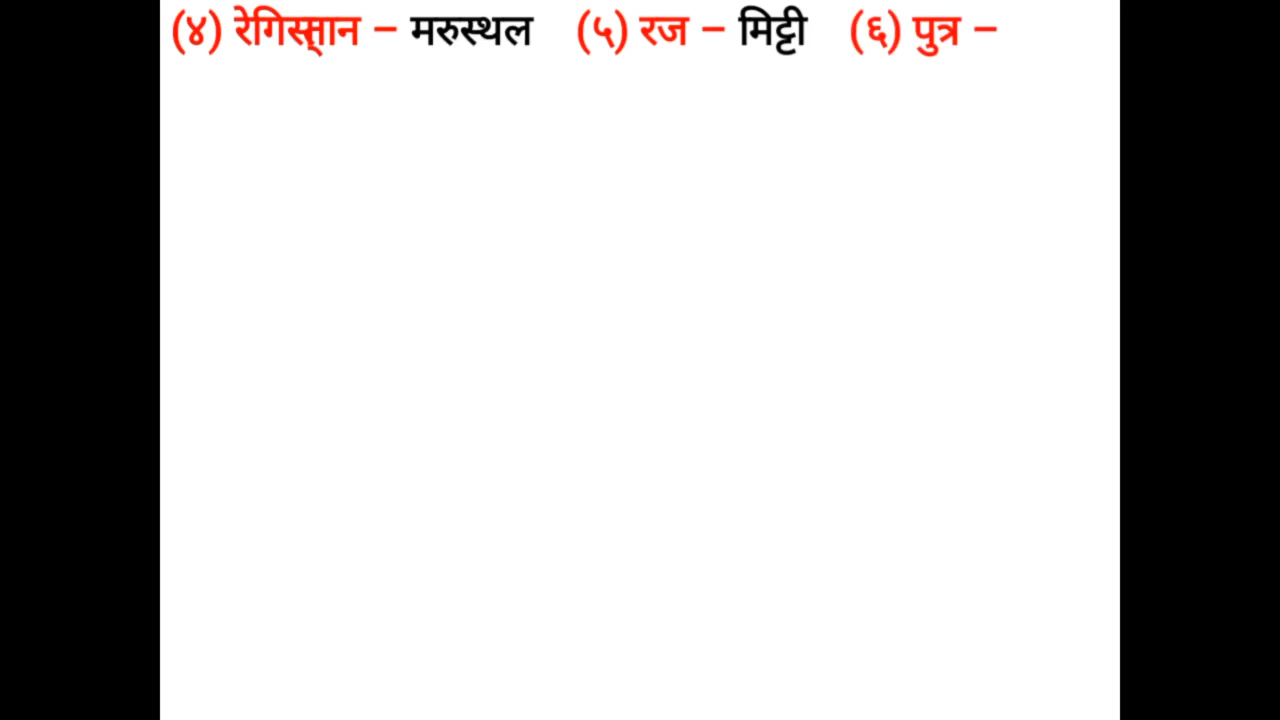 (४) रेगिस्तान – मरुस्थल (५) रज – मिट्टी (६) पुत्र –